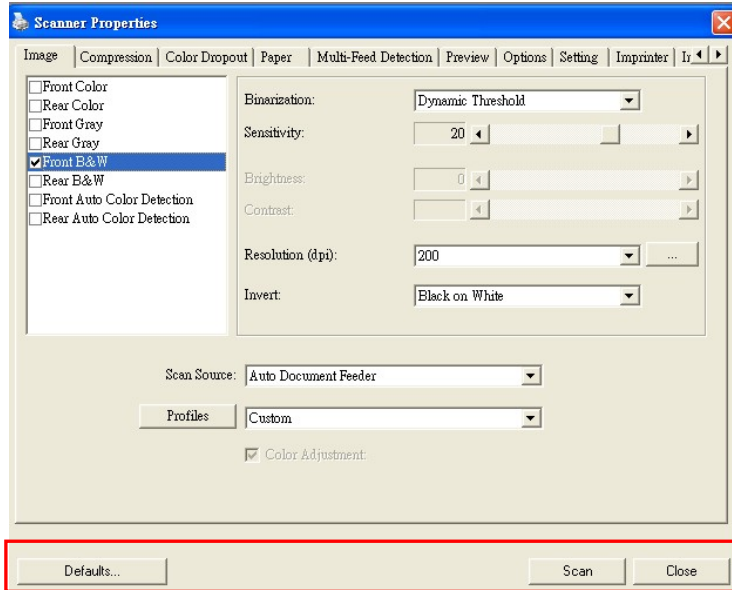 Scanner Properties
Image Compression Color Dropout Paper Multi-Feed Detection Preview Options Setting Imprinter
Front Color
Rear Color
Front Gray
Rear Gray
Front B&W
Rear B&W
Front Auto Color Detection
Rear Auto Color Detection
Binarization: Dynamic Threshold
Sensitivity: 20
Brightness: 0
Contrast:
Resolution (dpi): 200 ...
Invert: Black on White
Scan Source: Auto Document Feeder
Profiles Custom
Color Adjustment:
Defaults... Scan Close